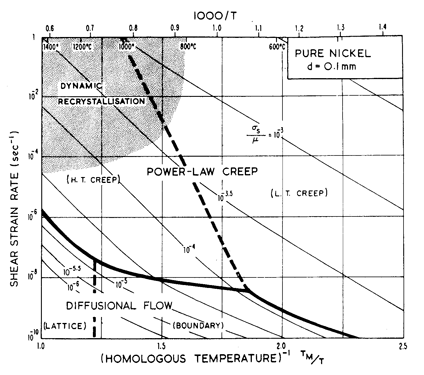 1000/T
0.6 0.7 0.8 0.9 1.0 1.1 1.2 1.3 1.4
1400° 1200°C 1000° 800°C 600°C
PURE NICKEL
d = 0.1mm
DYNAMIC
RECRYSTALLISATION
σs/μ = 10⁻³
POWER-LAW CREEP
(H.T. CREEP)
(L.T. CREEP)
10⁻³·⁵
10⁻⁴
10⁻⁵·⁵
10⁻⁵
10⁻⁶
DIFFUSIONAL FLOW
(LATTICE) (BOUNDARY)
SHEAR STRAIN RATE (sec⁻¹)
1
10⁻²
10⁻⁴
10⁻⁶
10⁻⁸
10⁻¹⁰
1.0 1.5 2.0 2.5
(HOMOLOGOUS TEMPERATURE)⁻¹ TM/T